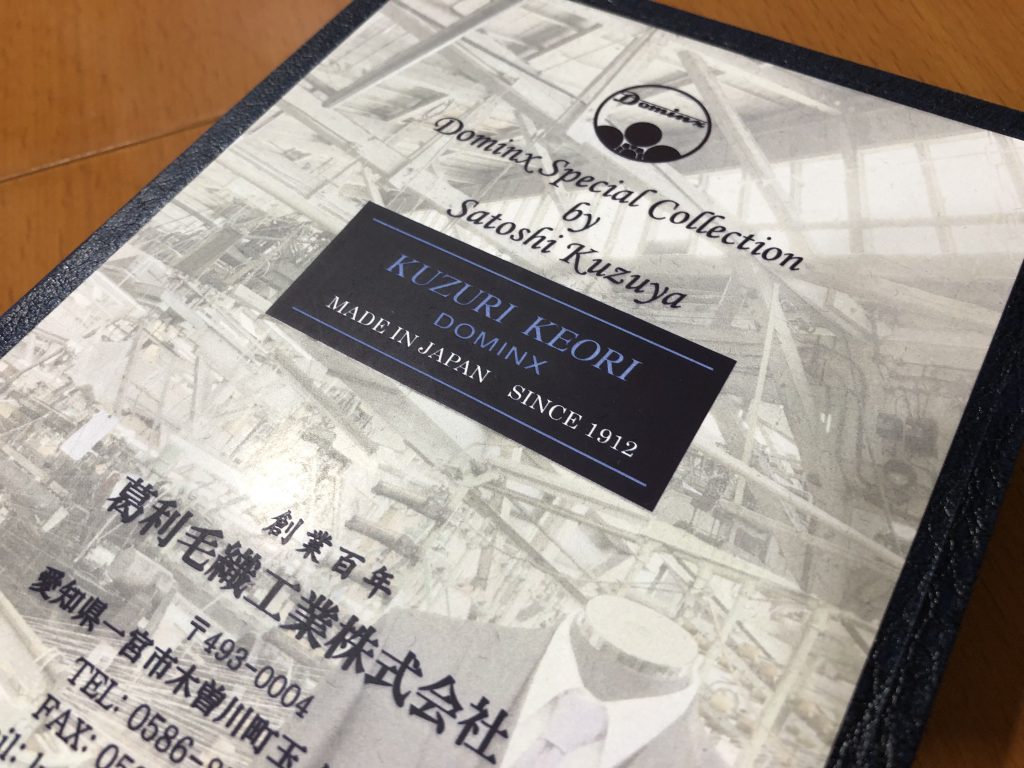 Dominx
Dominx Special Collection
by
Satoshi Kuzuya
KUZURI KEORI
DOMINX
MADE IN JAPAN SINCE 1912
創業百年
葛利毛織工業株式会社
〒493-0004
愛知県一宮市木曽川町玉
TEL: 0586-8
FAX: 05